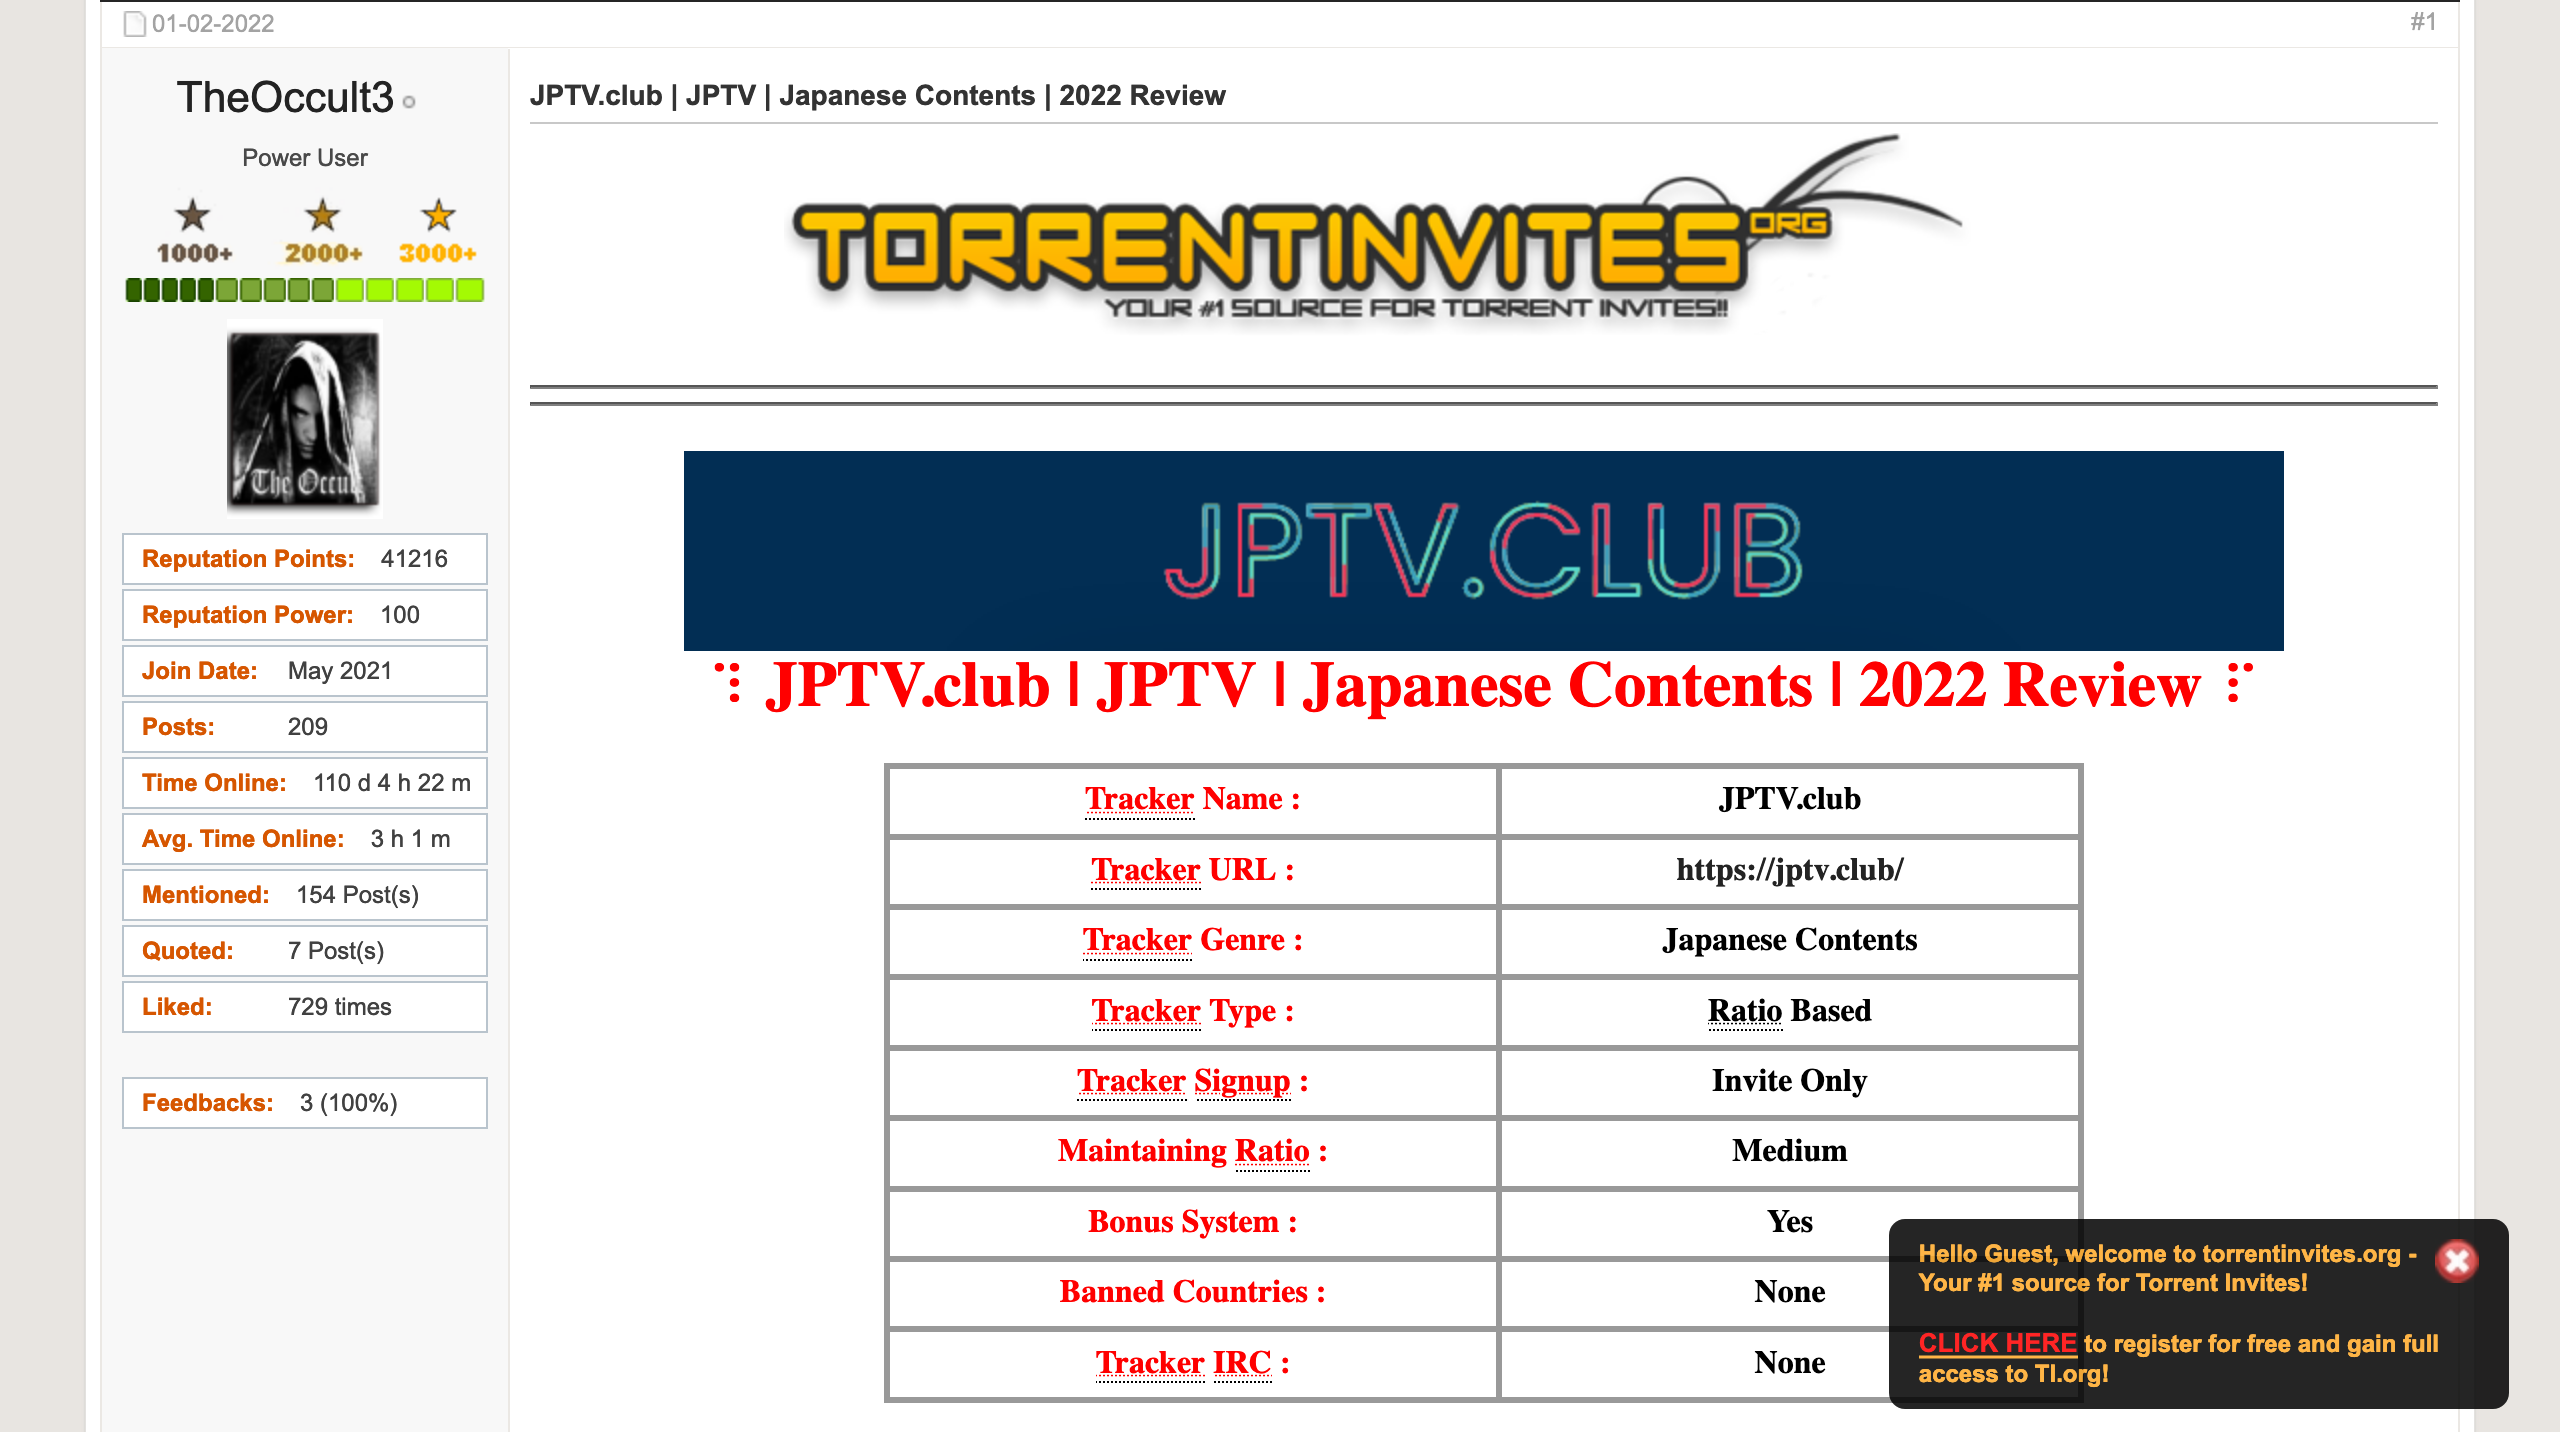 01-02-2022
#1
TheOccult3
Power User
1000+ 2000+ 3000+
The Occu
Reputation Points: 41216
Reputation Power: 100
Join Date: May 2021
Posts: 209
Time Online: 110 d 4 h 22 m
Avg. Time Online: 3 h 1 m
Mentioned: 154 Post(s)
Quoted: 7 Post(s)
Liked: 729 times
Feedbacks: 3 (100%)
JPTV.club | JPTV | Japanese Contents | 2022 Review
TORRENTINVITES ORG
YOUR #1 SOURCE FOR TORRENT INVITES!!
JPTV.CLUB
⠹ JPTV.club | JPTV | Japanese Contents | 2022 Review ⠏
Tracker Name : JPTV.club
Tracker URL : https://jptv.club/
Tracker Genre : Japanese Contents
Tracker Type : Ratio Based
Tracker Signup : Invite Only
Maintaining Ratio : Medium
Bonus System : Yes
Banned Countries : None
Tracker IRC : None
Hello Guest, welcome to torrentinvites.org -
Your #1 source for Torrent Invites!
CLICK HERE to register for free and gain full
access to TI.org!